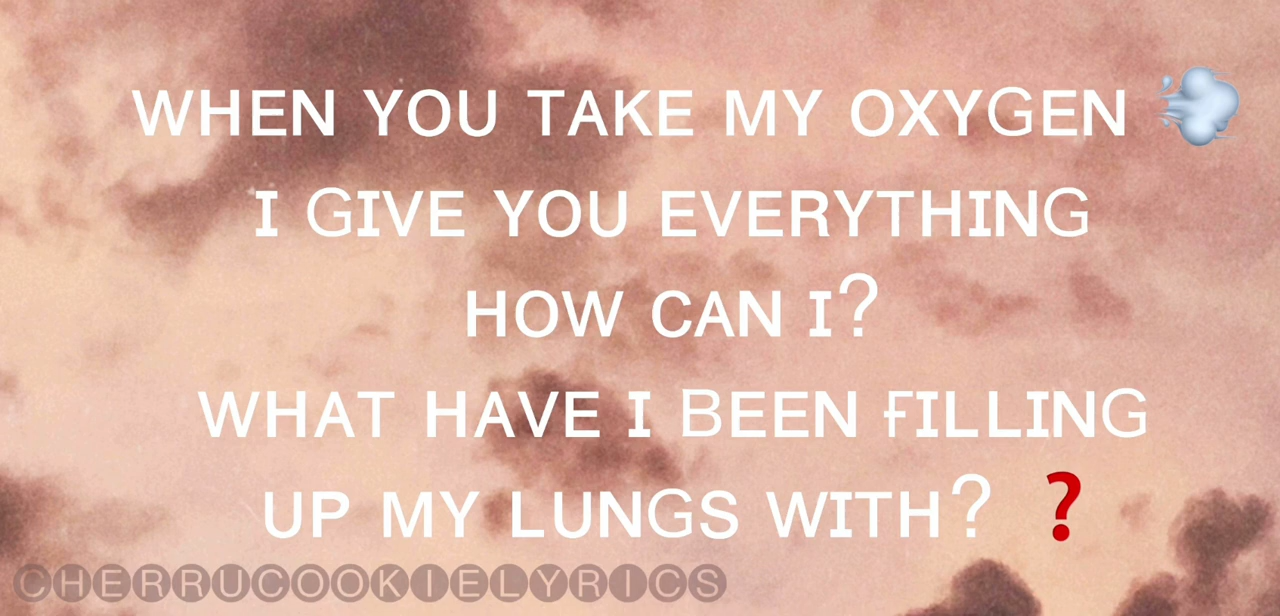 WHEN YOU TAKE MY OXYGEN 💨
I GIVE YOU EVERYTHING
HOW CAN I?
WHAT HAVE I BEEN FILLING
UP MY LUNGS WITH? ❓
CHERRUCOOKIELYRICS